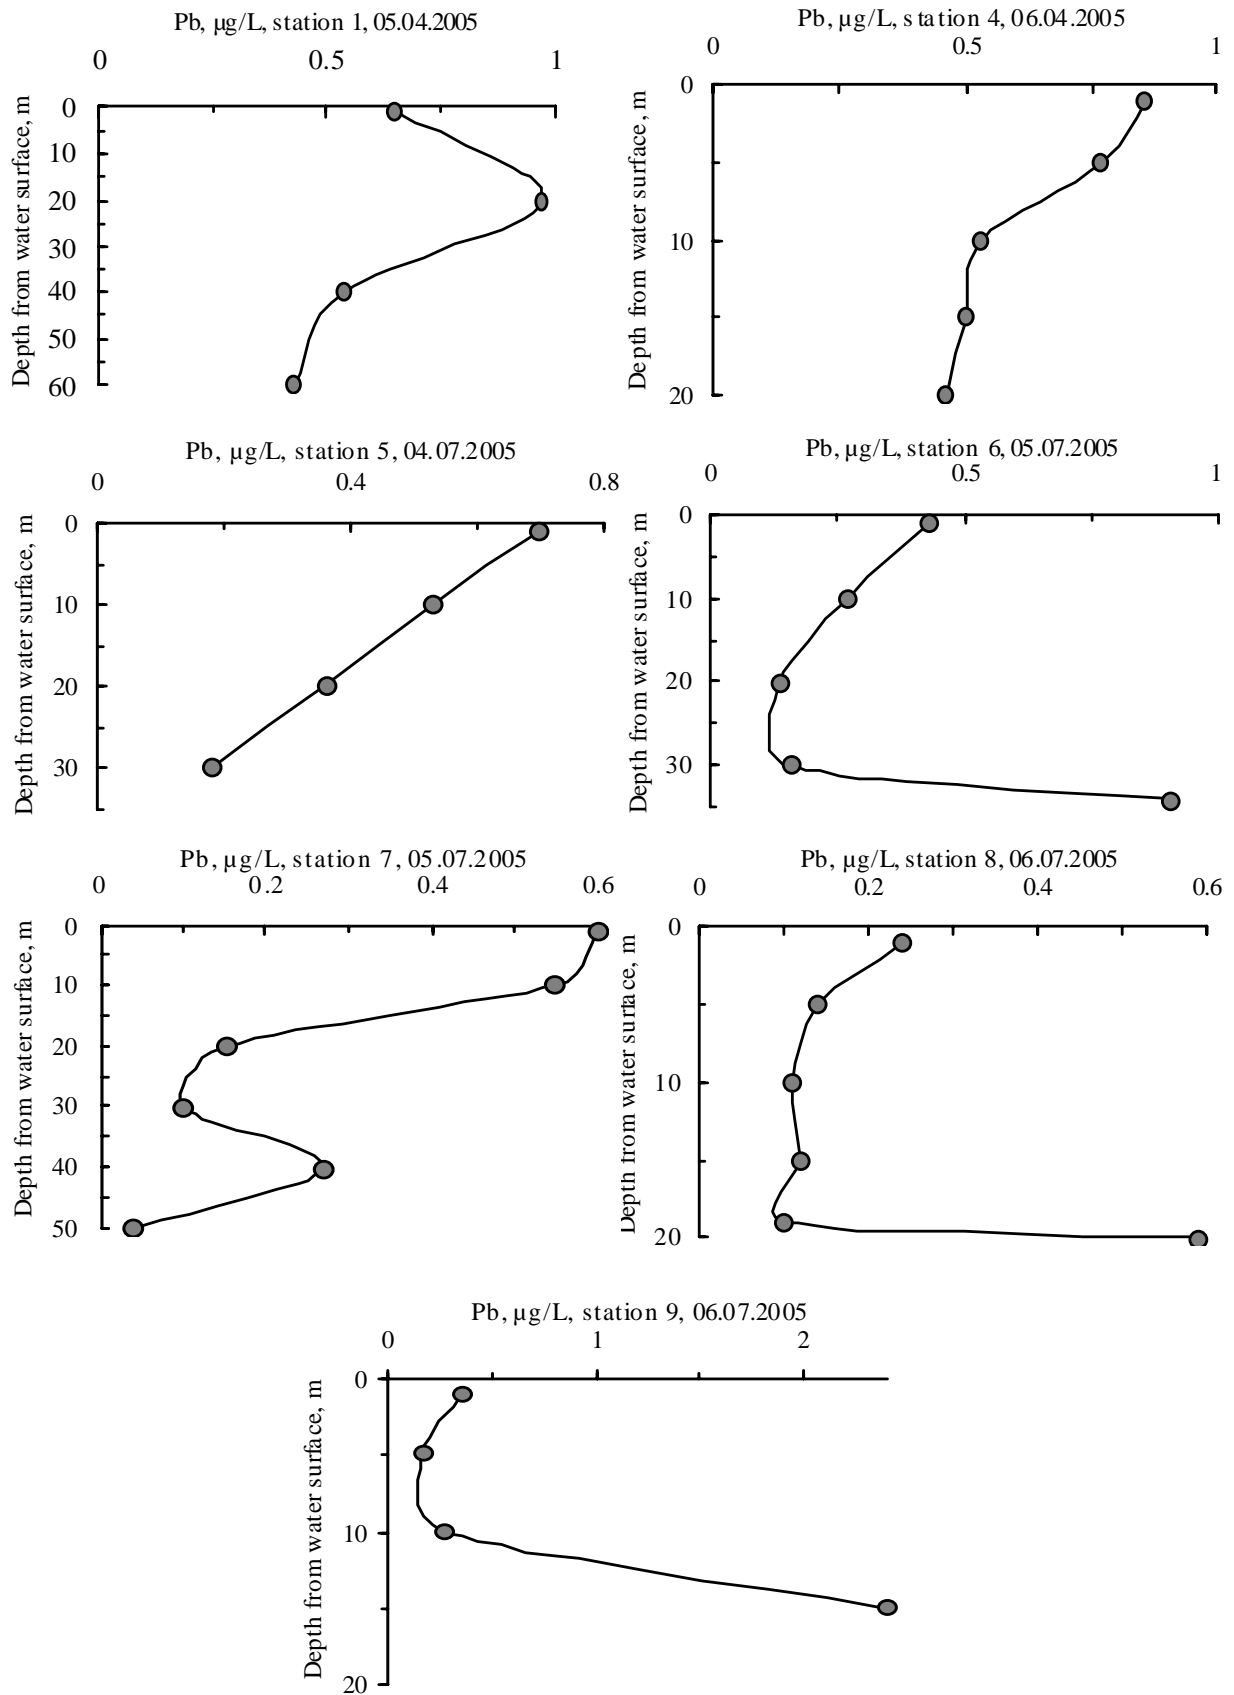 Pb, µg/L, station 1, 05.04.2005
0 0.5 1
0
10
20
30
40
50
60
Depth from water surface, m
Pb, µg/L, station 4, 06.04.2005
0 0.5 1
0
10
20
Depth from water surface, m
Pb, µg/L, station 5, 04.07.2005
0 0.4 0.8
0
10
20
30
Depth from water surface, m
Pb, µg/L, station 6, 05.07.2005
0 0.5 1
0
10
20
30
Depth from water surface, m
Pb, µg/L, station 7, 05.07.2005
0 0.2 0.4 0.6
0
10
20
30
40
50
Depth from water surface, m
Pb, µg/L, station 8, 06.07.2005
0 0.2 0.4 0.6
0
10
20
Depth from water surface, m
Pb, µg/L, station 9, 06.07.2005
0 1 2
0
10
20
Depth from water surface, m